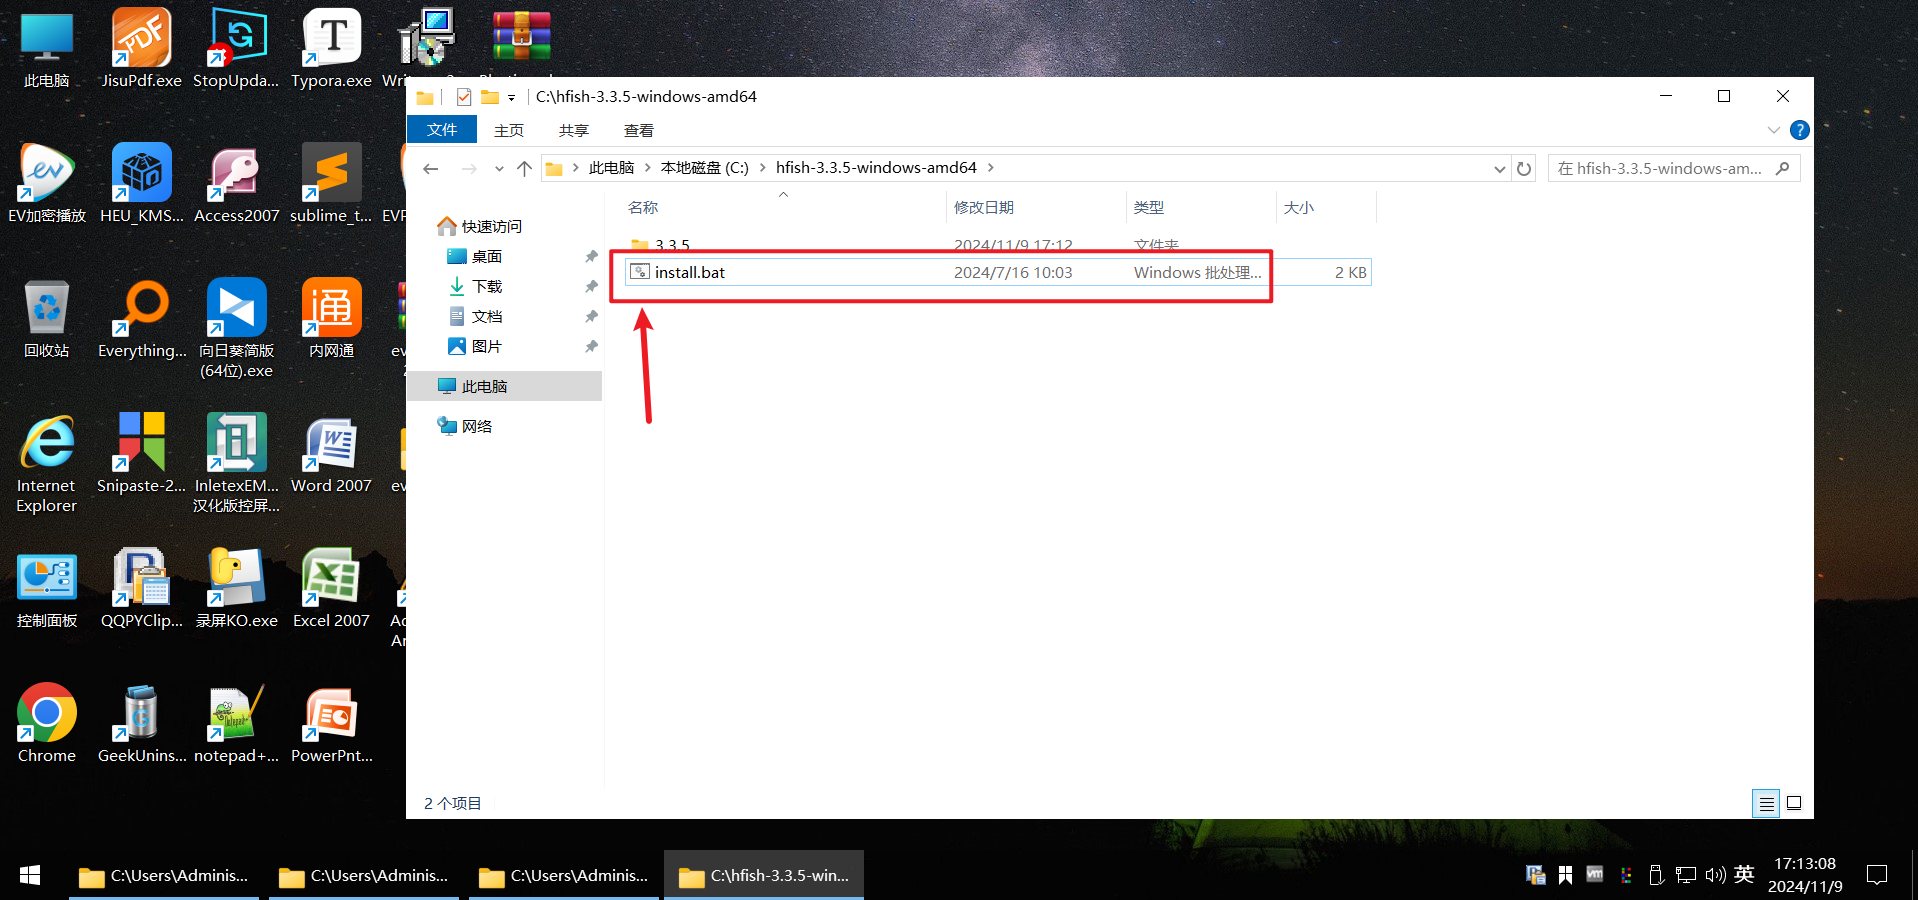 此电脑
JisuPdf.exe
StopUpda...
Typora.exe
EV加密播放
HEU_KMS...
Access2007
sublime_t...
EVP
回收站
Everything...
向日葵简版
(64位).exe
内网通
ev
Internet
Explorer
Snipaste-2...
InletexEM...
汉化版控屏...
Word 2007
ev
控制面板
QQPYClip...
录屏KO.exe
Excel 2007
Ac
Ar
Chrome
GeekUnins...
notepad+...
PowerPnt...
C:\hfish-3.3.5-windows-amd64
文件
主页
共享
查看
此电脑
本地磁盘 (C:)
hfish-3.3.5-windows-amd64
在 hfish-3.3.5-windows-am...
名称
修改日期
类型
大小
快速访问
桌面
下载
文档
图片
此电脑
网络
3.3.5
2024/11/9 17:12
文件夹
install.bat
2024/7/16 10:03
Windows 批处理...
2 KB
2 个项目
C:\Users\Adminis...
C:\Users\Adminis...
C:\Users\Adminis...
C:\hfish-3.3.5-win...
英
17:13:08
2024/11/9